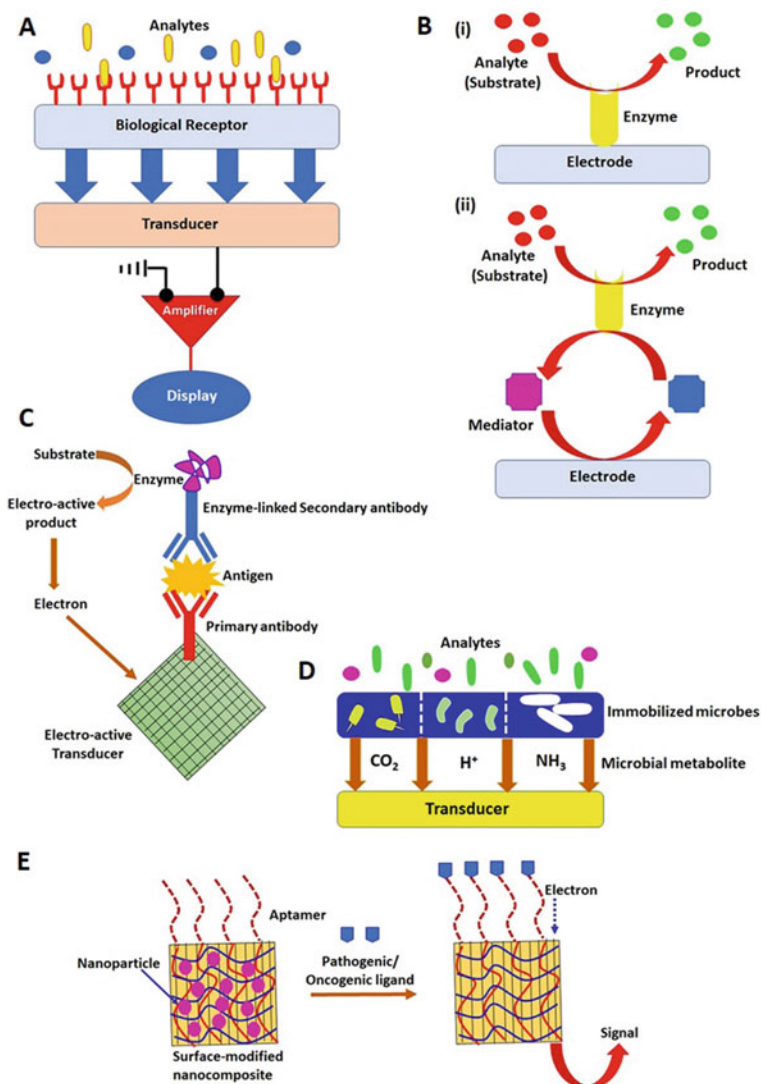 A
Analytes
Biological Receptor
Transducer
Amplifier
Display
B
(i)
Analyte
(Substrate)
Product
Enzyme
Electrode
(ii)
Analyte
(Substrate)
Product
Enzyme
Mediator
Electrode
C
Substrate
Enzyme
Electro-active
product
Enzyme-linked Secondary antibody
Antigen
Electron
Primary antibody
Electro-active
Transducer
D
Analytes
Immobilized microbes
CO₂ H⁺ NH₃
Microbial metabolite
Transducer
E
Aptamer
Nanoparticle
Surface-modified
nanocomposite
Pathogenic/
Oncogenic ligand
Electron
Signal